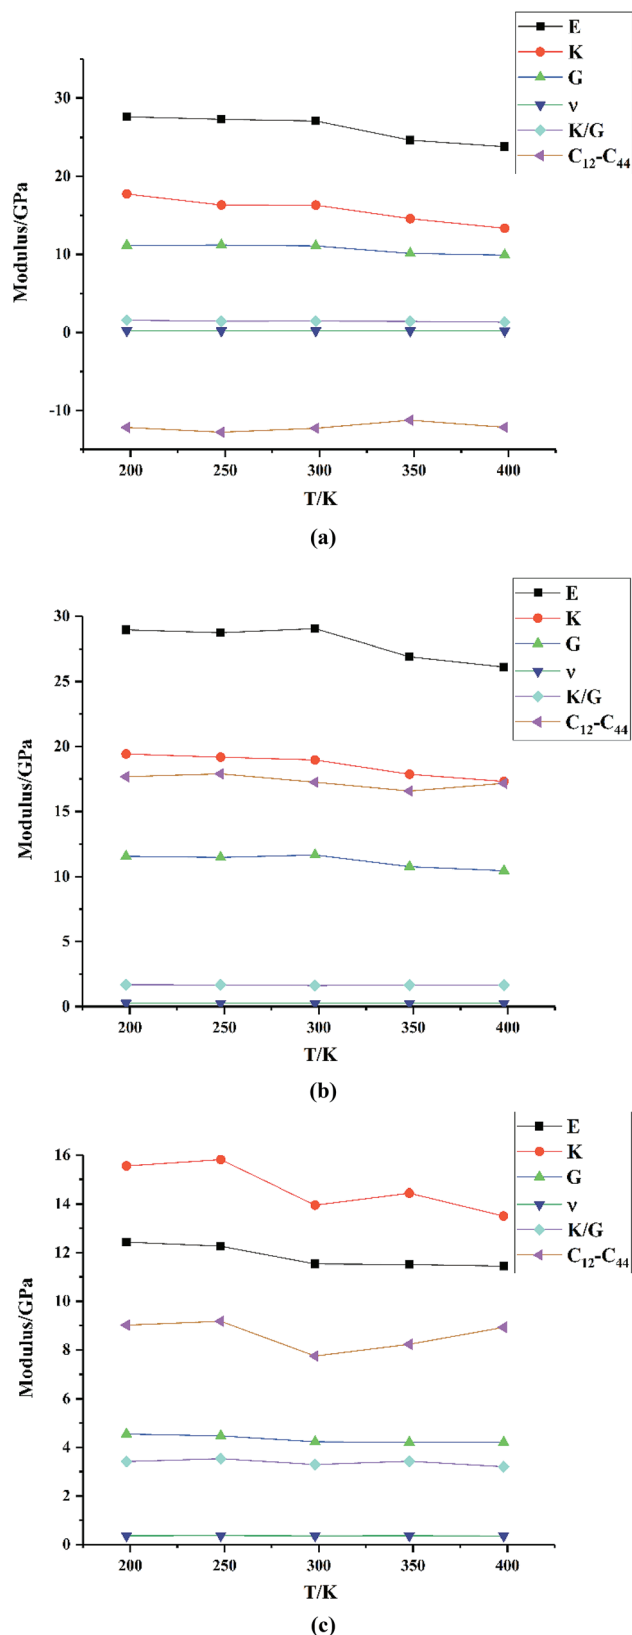 E
K
G
ν
K/G
C₁₂-C₄₄
30
20
10
0
-10
Modulus/GPa
200 250 300 350 400
T/K
(a)
E
K
G
ν
K/G
C₁₂-C₄₄
30
25
20
15
10
5
0
Modulus/GPa
200 250 300 350 400
T/K
(b)
E
K
G
ν
K/G
C₁₂-C₄₄
16
14
12
10
8
6
4
2
0
Modulus/GPa
200 250 300 350 400
T/K
(c)